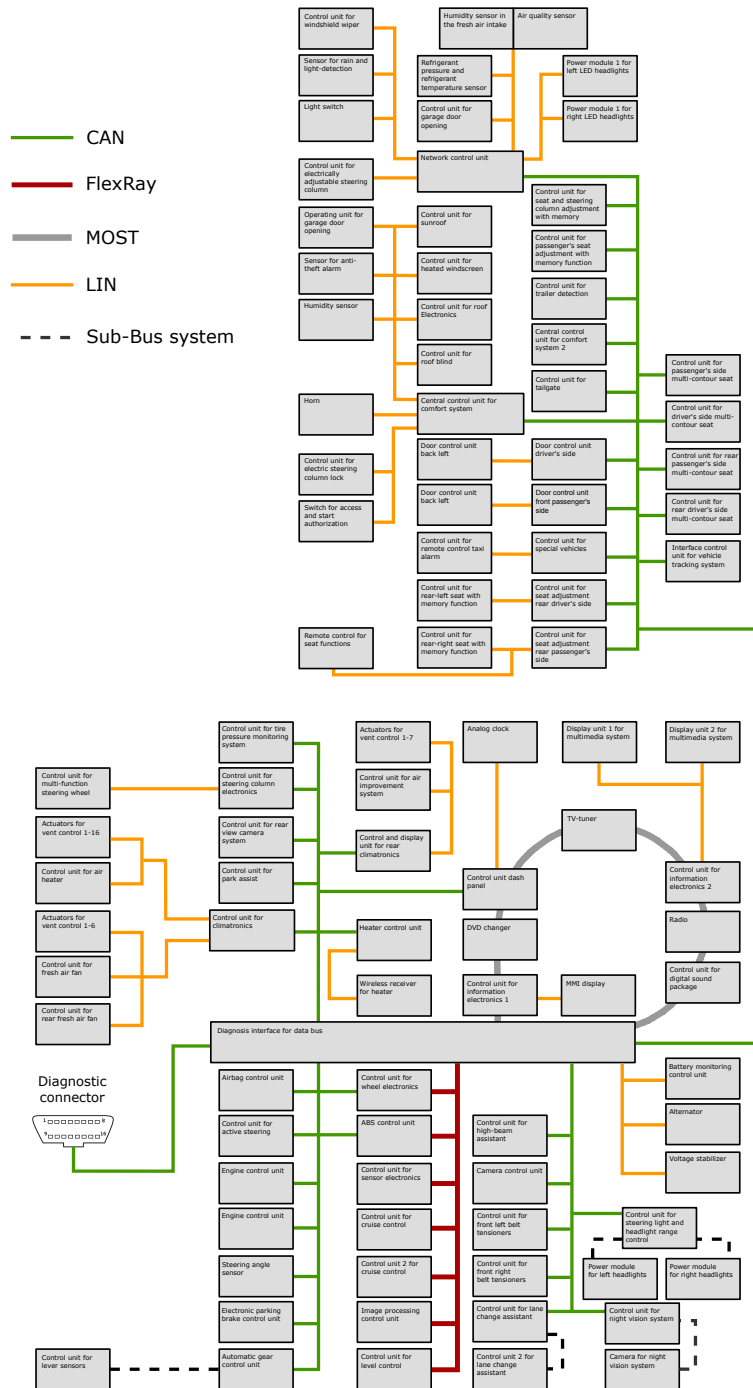 Control unit for
windshield wiper
Humidity sensor in
the fresh air intake
Air quality sensor
Sensor for rain and
light-detection
Refrigerant
pressure and
refrigerant
temperature sensor
Power module 1 for
left LED headlights
Light switch
Control unit for
garage door
opening
Power module 1 for
right LED headlights
CAN
FlexRay
MOST
LIN
Sub-Bus system
Network control unit
Control unit for
electrically
adjustable steering
column
Control unit for
seat and steering
column adjustment
with memory
Operating unit for
garage door
opening
Control unit for
sunroof
Control unit for
passenger's seat
adjustment with
memory function
Sensor for anti-
theft alarm
Control unit for
heated windscreen
Control unit for
trailer detection
Humidity sensor
Control unit for roof
Electronics
Central control
unit for comfort
system 2
Control unit for
roof blind
Control unit for
tailgate
Control unit for
passenger's side
multi-contour seat
Horn
Central control unit for
comfort system
Control unit for
driver's side multi-
contour seat
Control unit for
electric steering
column lock
Door control unit
back left
Door control unit
driver's side
Control unit for rear
passenger's side
multi-contour seat
Switch for access
and start
authorization
Door control unit
back left
Door control unit
front passenger's
side
Control unit for
rear driver's side
multi-contour seat
Control unit for
remote control taxi
alarm
Control unit for
special vehicles
Interface control
unit for vehicle
tracking system
Control unit for
rear-left seat with
memory function
Control unit for
seat adjustment
rear driver's side
Remote control for
seat functions
Control unit for
rear-right seat with
memory function
Control unit for
seat adjustment
rear passenger's
side
Control unit for tire
pressure monitoring
system
Actuators for
vent control 1-7
Analog clock
Display unit 1 for
multimedia system
Display unit 2 for
multimedia system
Control unit for
multi-function
steering wheel
Control unit for
steering column
electronics
Control unit for air
improvement
system
Actuators for
vent control 1-16
Control unit for rear
view camera
system
Control and display
unit for rear
climatronics
TV-tuner
Control unit for air
heater
Control unit for
park assist
Control unit dash
panel
Control unit for
information
electronics 2
Actuators for
vent control 1-6
Control unit for
climatronics
Heater control unit
DVD changer
Radio
Control unit for
fresh air fan
Wireless receiver
for heater
Control unit for
information
electronics 1
MMI display
Control unit for
digital sound
package
Control unit for
rear fresh air fan
Diagnosis interface for data bus
Diagnostic
connector
1
8
9
16
Airbag control unit
Control unit for
wheel electronics
Battery monitoring
control unit
Control unit for
active steering
ABS control unit
Control unit for
high-beam
assistant
Alternator
Engine control unit
Control unit for
sensor electronics
Camera control unit
Voltage stabilizer
Engine control unit
Control unit for
cruise control
Control unit for
front left belt
tensioners
Control unit for
steering light and
headlight range
control
Steering angle
sensor
Control unit 2 for
cruise control
Control unit for
front right
belt tensioners
Power module
for left headlights
Power module
for right headlights
Electronic parking
brake control unit
Image processing
control unit
Control unit for lane
change assistant
Control unit for
night vision system
Control unit for
lever sensors
Automatic gear
control unit
Control unit for
level control
Control unit 2 for
lane change
assistant
Camera for night
vision system